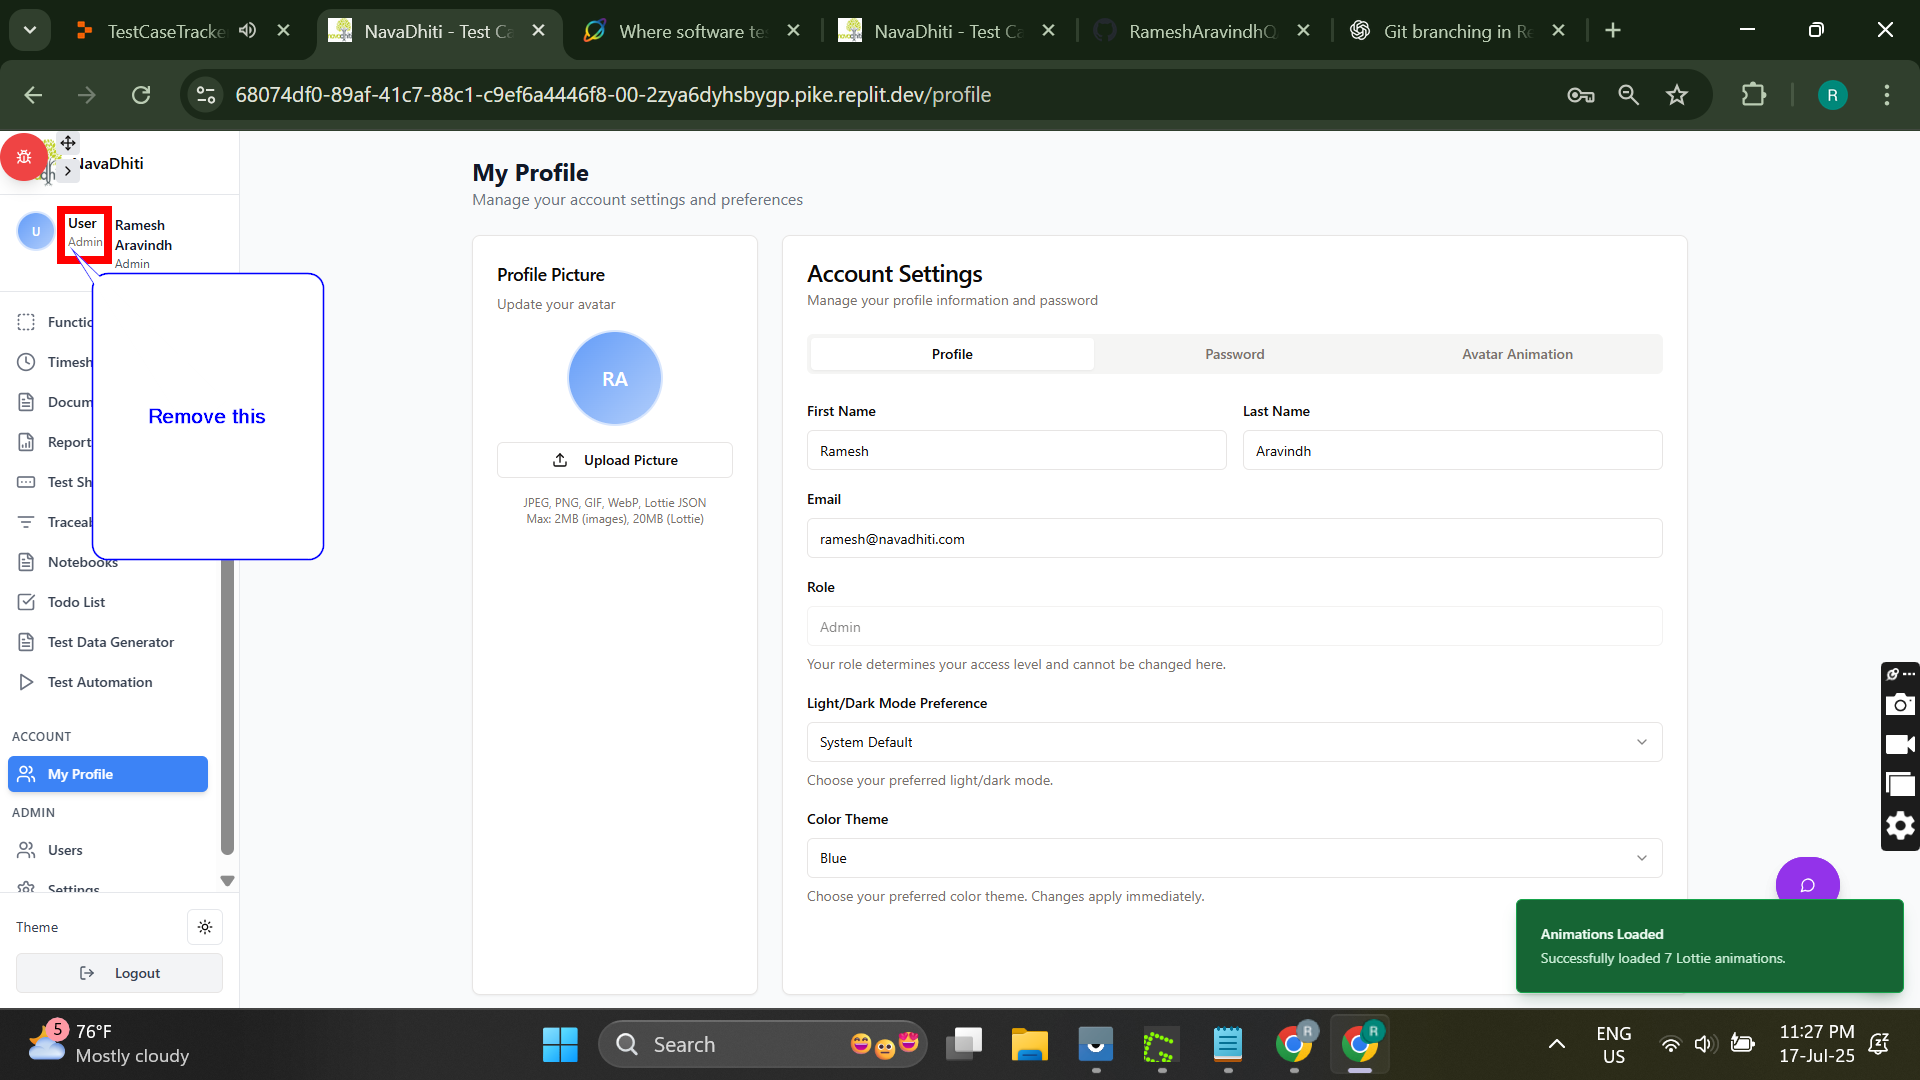 TestCaseTracke
NavaDhiti - Test Ca
Where software te
NavaDhiti - Test Ca
RameshAravindhQ
Git branching in Re
68074df0-89af-41c7-88c1-c9ef6a4446f8-00-2zya6dyhsbygp.pike.replit.dev/profile
R
NavaDhiti
U
User
Admin
Ramesh
Aravindh
Admin
Remove this
Functio
Timesh
Docum
Report
Test Sh
Traceab
Notebooks
Todo List
Test Data Generator
Test Automation
ACCOUNT
My Profile
ADMIN
Users
Settings
Theme
Logout
My Profile
Manage your account settings and preferences
Profile Picture
Update your avatar
RA
Upload Picture
JPEG, PNG, GIF, WebP, Lottie JSON
Max: 2MB (images), 20MB (Lottie)
Account Settings
Manage your profile information and password
Profile
Password
Avatar Animation
First Name
Last Name
Ramesh
Aravindh
Email
ramesh@navadhiti.com
Role
Admin
Your role determines your access level and cannot be changed here.
Light/Dark Mode Preference
System Default
Choose your preferred light/dark mode.
Color Theme
Blue
Choose your preferred color theme. Changes apply immediately.
Animations Loaded
Successfully loaded 7 Lottie animations.
5
76°F
Mostly cloudy
Search
R
R
ENG
US
11:27 PM
17-Jul-25